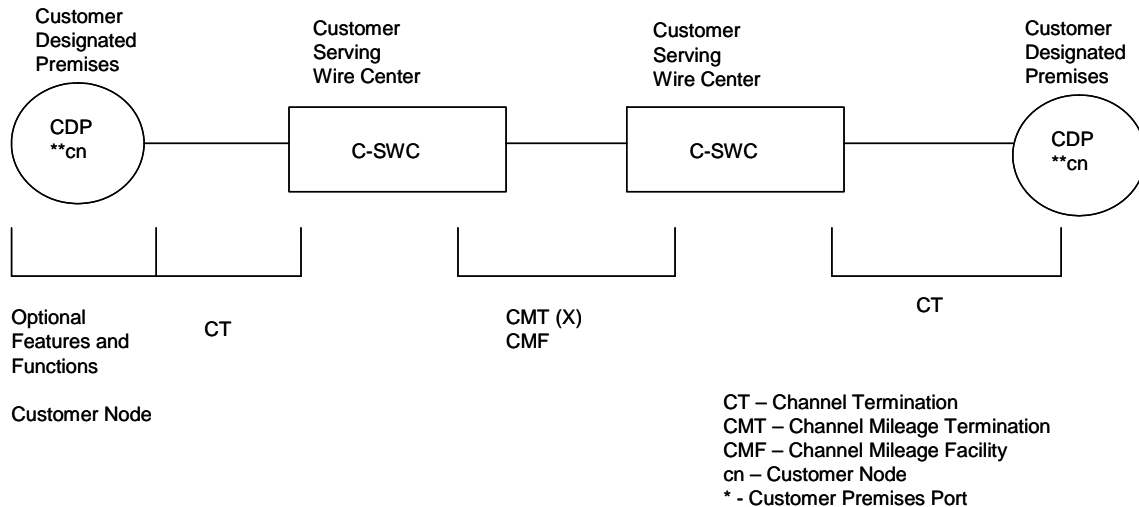 Customer
Designated
Premises
Customer
Serving
Wire Center
Customer
Serving
Wire Center
Customer
Designated
Premises
CDP
**cn
C-SWC
C-SWC
CDP
**cn
Optional
Features and
Functions
Customer Node
CT
CMT (X)
CMF
CT
CT – Channel Termination
CMT – Channel Mileage Termination
CMF – Channel Mileage Facility
cn – Customer Node
* - Customer Premises Port